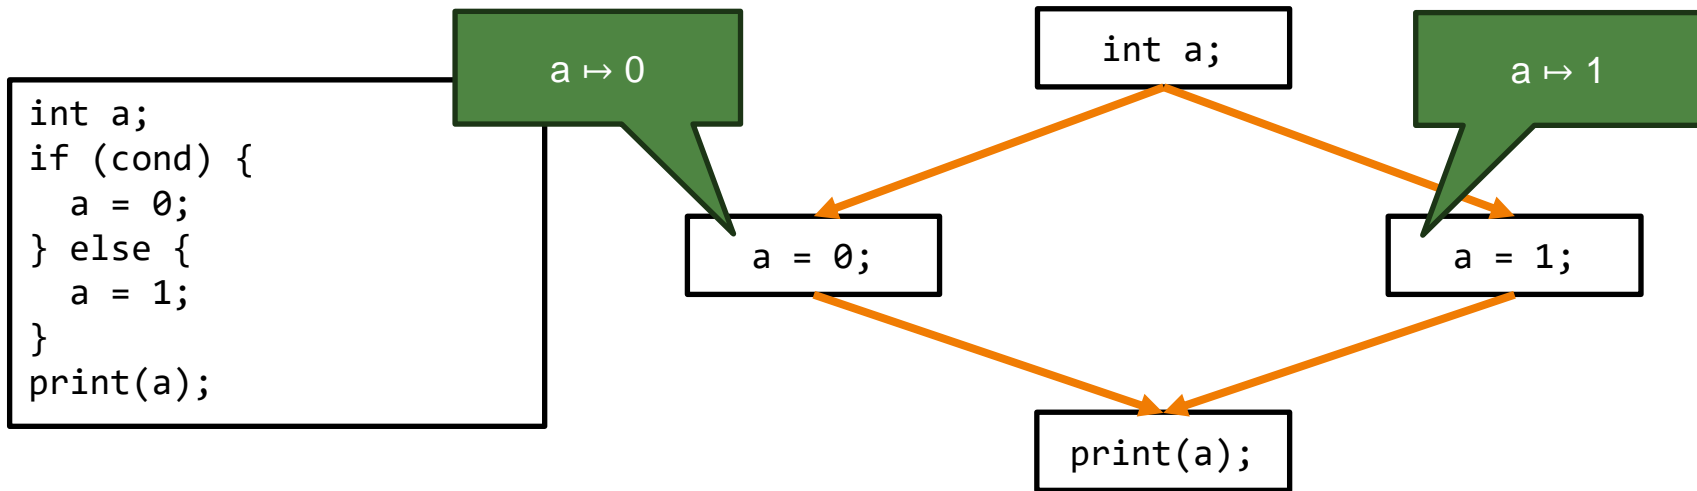 int a;
if (cond) {
  a = 0;
} else {
  a = 1;
}
print(a);
a ↦ 0
int a;
a ↦ 1
a = 0;
a = 1;
print(a);